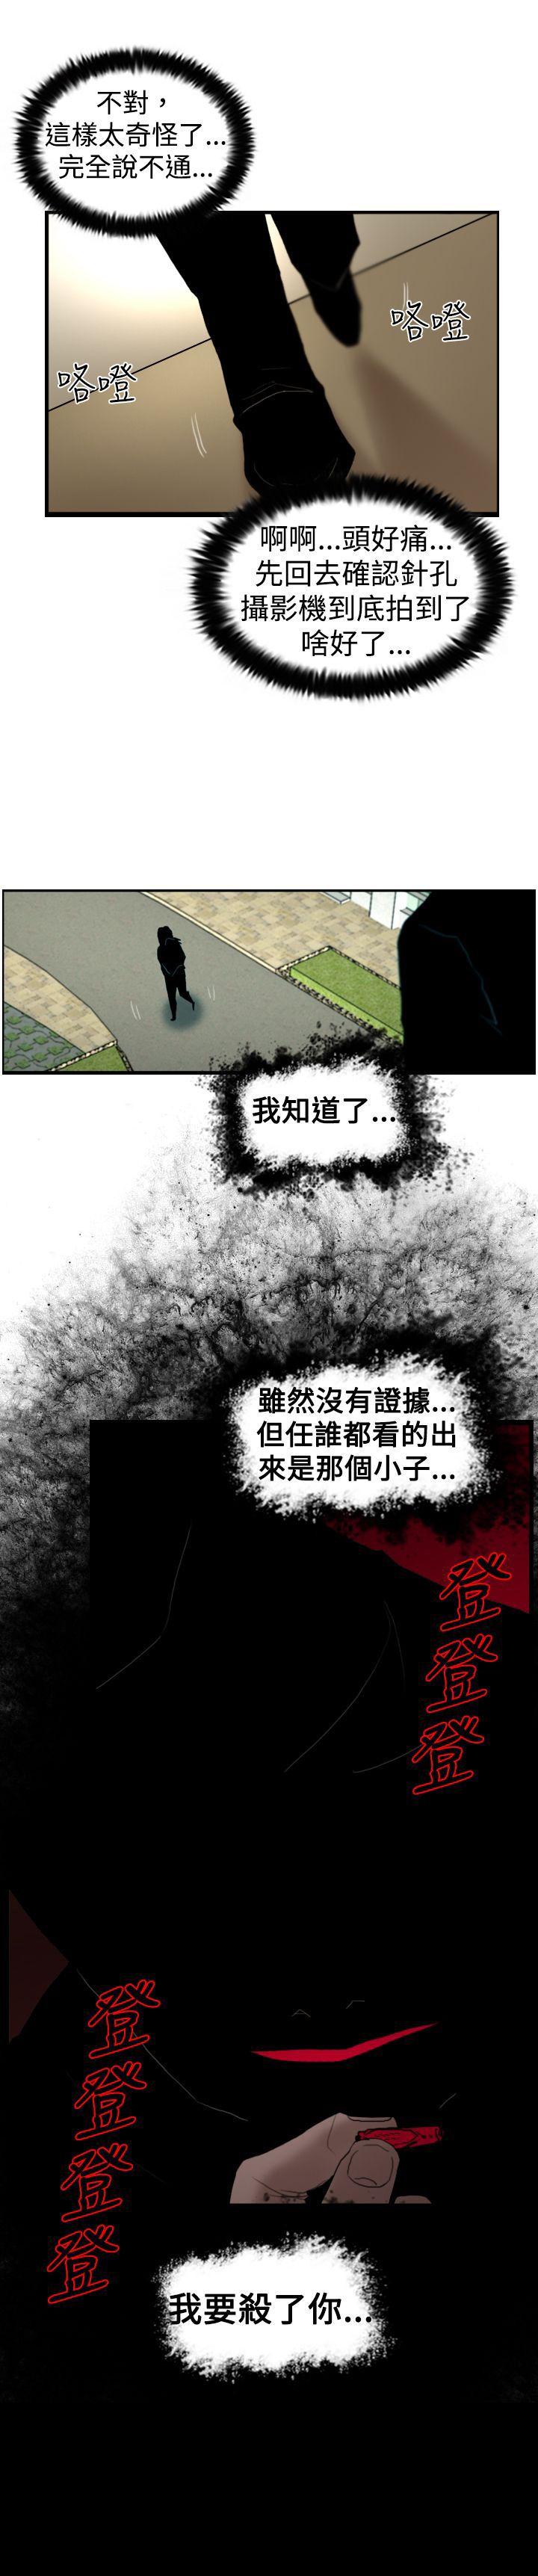 不對，
這樣太奇怪了...
完全說不通...
咯噔
咯噔
啊啊...頭好痛...
先回去確認針孔
攝影機到底拍到了
啥好了...
我知道了...
雖然沒有證據...
但任誰都看的出
來是那個小子...
登
登
登
登
登
登
登
我要殺了你...